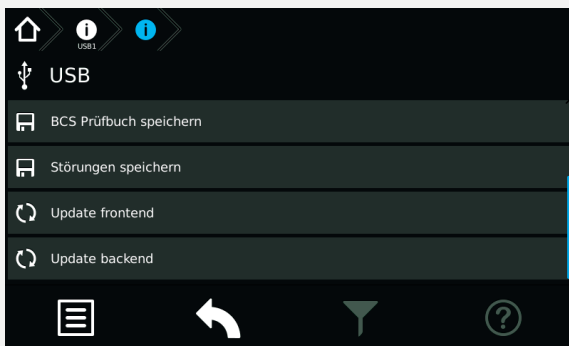 USB1
USB
BCS Prüfbuch speichern
Störungen speichern
Update frontend
Update backend